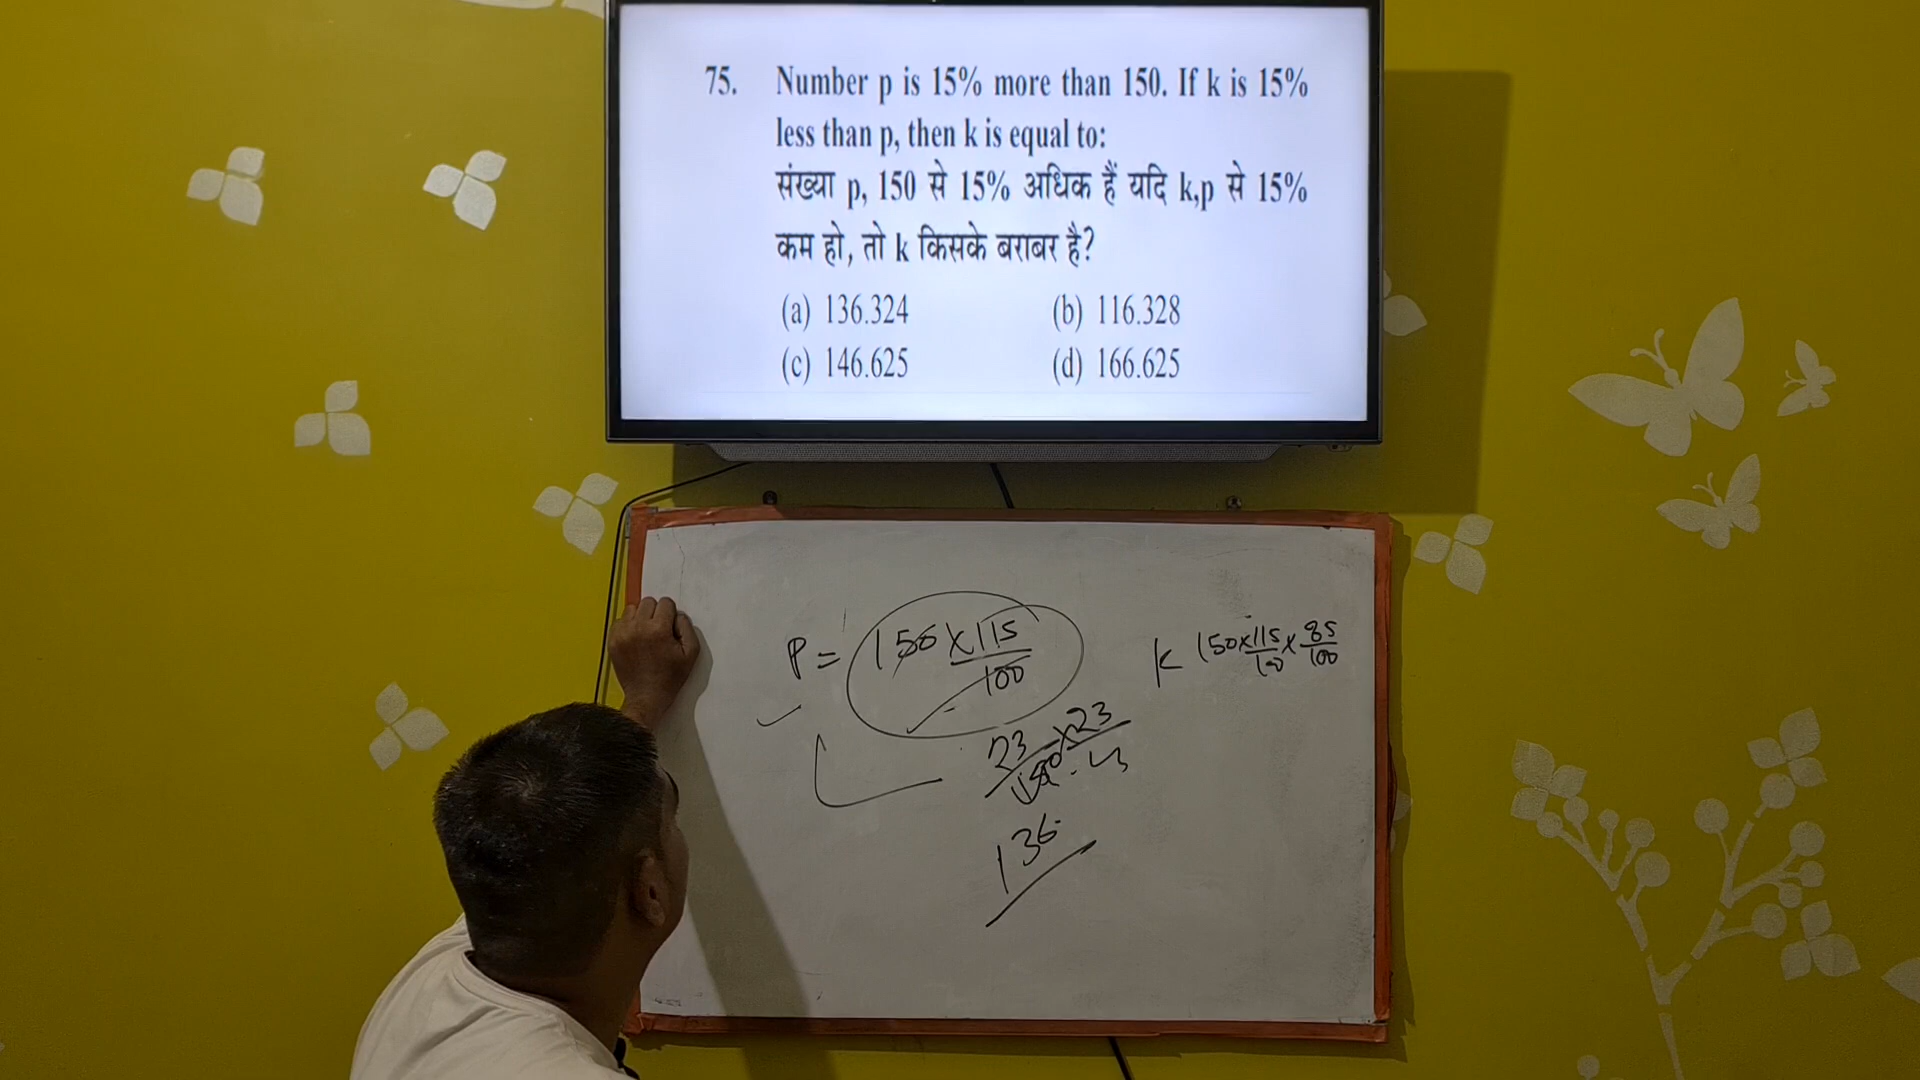 75. Number p is 15% more than 150. If k is 15%
less than p, then k is equal to:
संख्या p, 150 से 15% अधिक हैं यदि k,p से 15%
कम हो, तो k किसके बराबर है?
(a) 136.324 (b) 116.328
(c) 146.625 (d) 166.625
P = 150 x 115
100
K 150x115/100 x 85/100
23 x 23
136